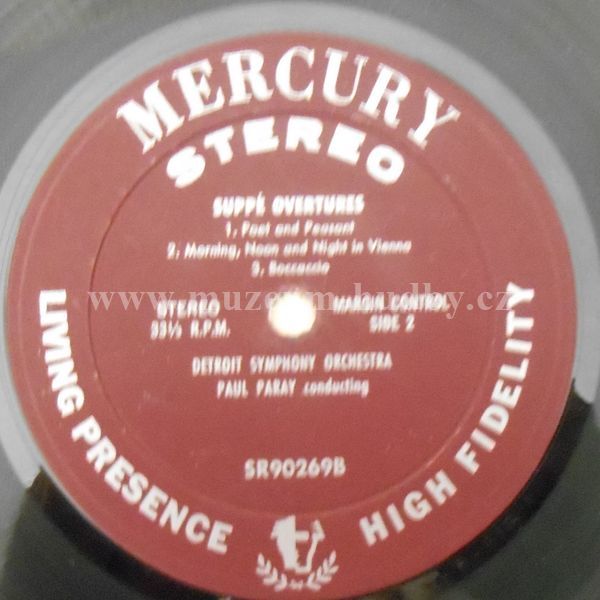 MERCURY
STEREO
SUPPÉ OVERTURES
1. Poet and Peasant
2. Morning, Noon and Night in Vienna
3. Boccaccio
www.muzeum-hudby.cz
STEREO MARGIN CONTROL
33⅓ R.P.M. SIDE 2
DETROIT SYMPHONY ORCHESTRA
PAUL PARAY conducting
SR90269B
LIVING PRESENCE
HIGH FIDELITY